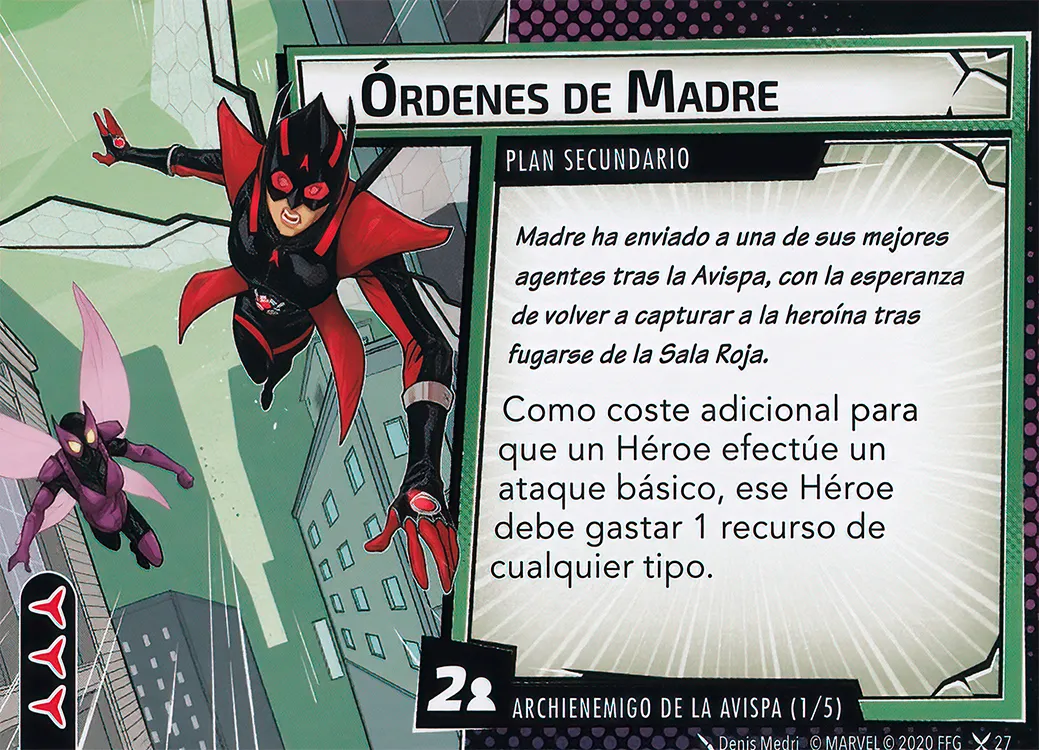 ÓRDENES DE MADRE
PLAN SECUNDARIO
Madre ha enviado a una de sus mejores
agentes tras la Avispa, con la esperanza
de volver a capturar a la heroína tras
fugarse de la Sala Roja.
Como coste adicional para
que un Héroe efectúe un
ataque básico, ese Héroe
debe gastar 1 recurso de
cualquier tipo.
2
ARCHIENEMIGO DE LA AVISPA (1/5)
Denis Medri © MARVEL © 2020 FFG 27